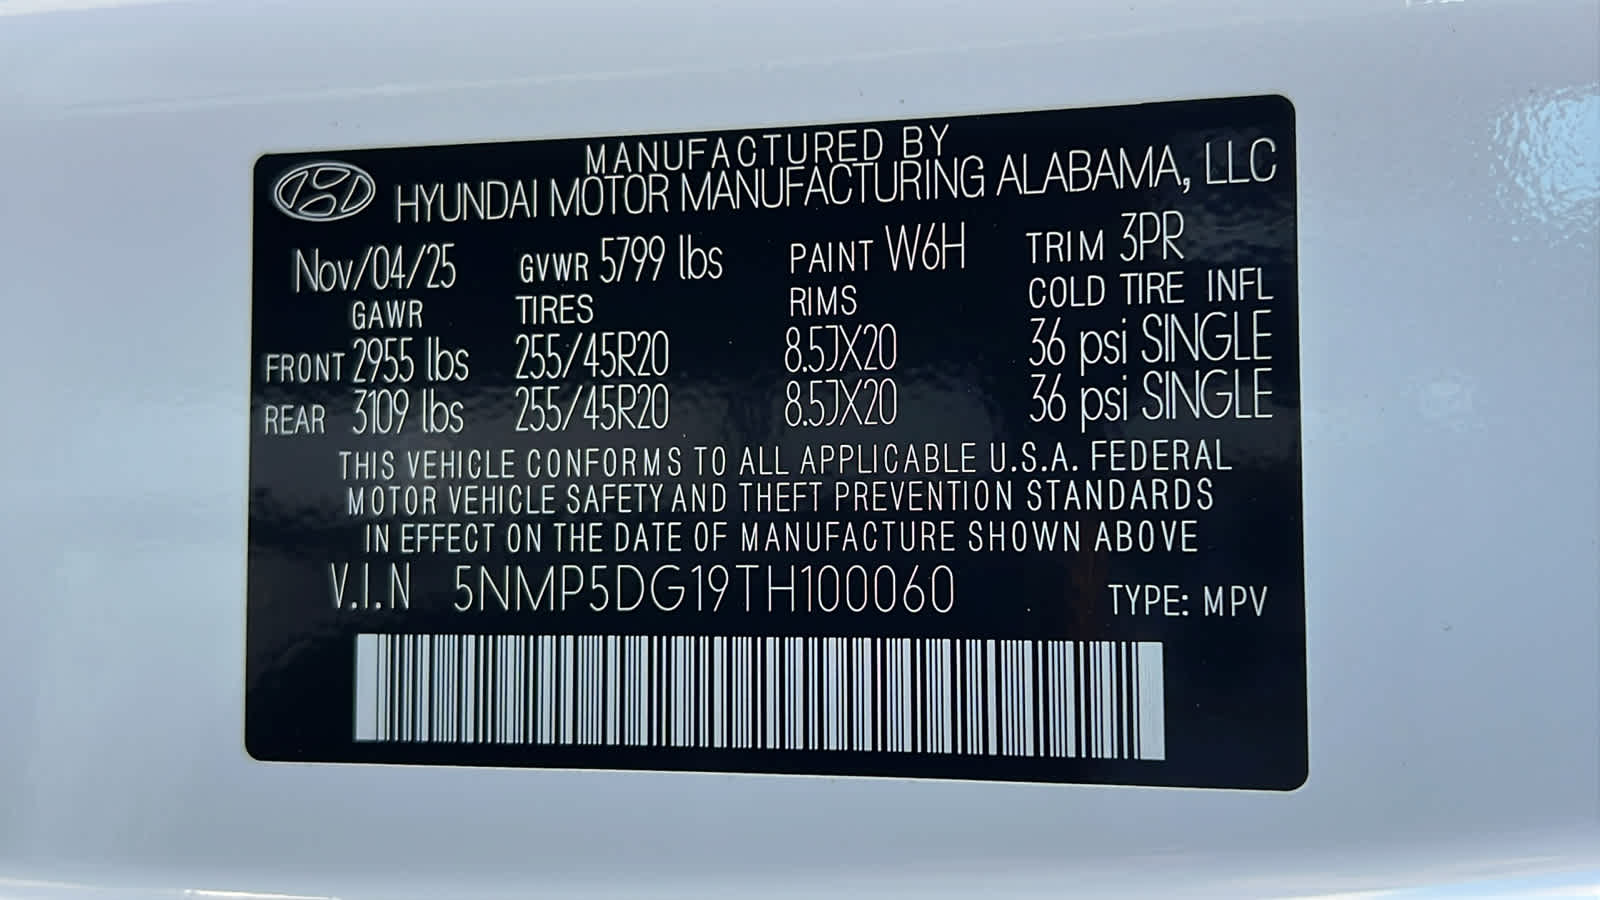 MANUFACTURED BY
HYUNDAI MOTOR MANUFACTURING ALABAMA, LLC
Nov/04/25 GVWR 5799 lbs PAINT W6H TRIM 3PR
GAWR TIRES RIMS COLD TIRE INFL
FRONT 2955 lbs 255/45R20 8.5JX20 36 psi SINGLE
REAR 3109 lbs 255/45R20 8.5JX20 36 psi SINGLE
THIS VEHICLE CONFORMS TO ALL APPLICABLE U.S.A. FEDERAL
MOTOR VEHICLE SAFETY AND THEFT PREVENTION STANDARDS
IN EFFECT ON THE DATE OF MANUFACTURE SHOWN ABOVE
V.I.N 5NMP5DG19TH100060 TYPE: MPV